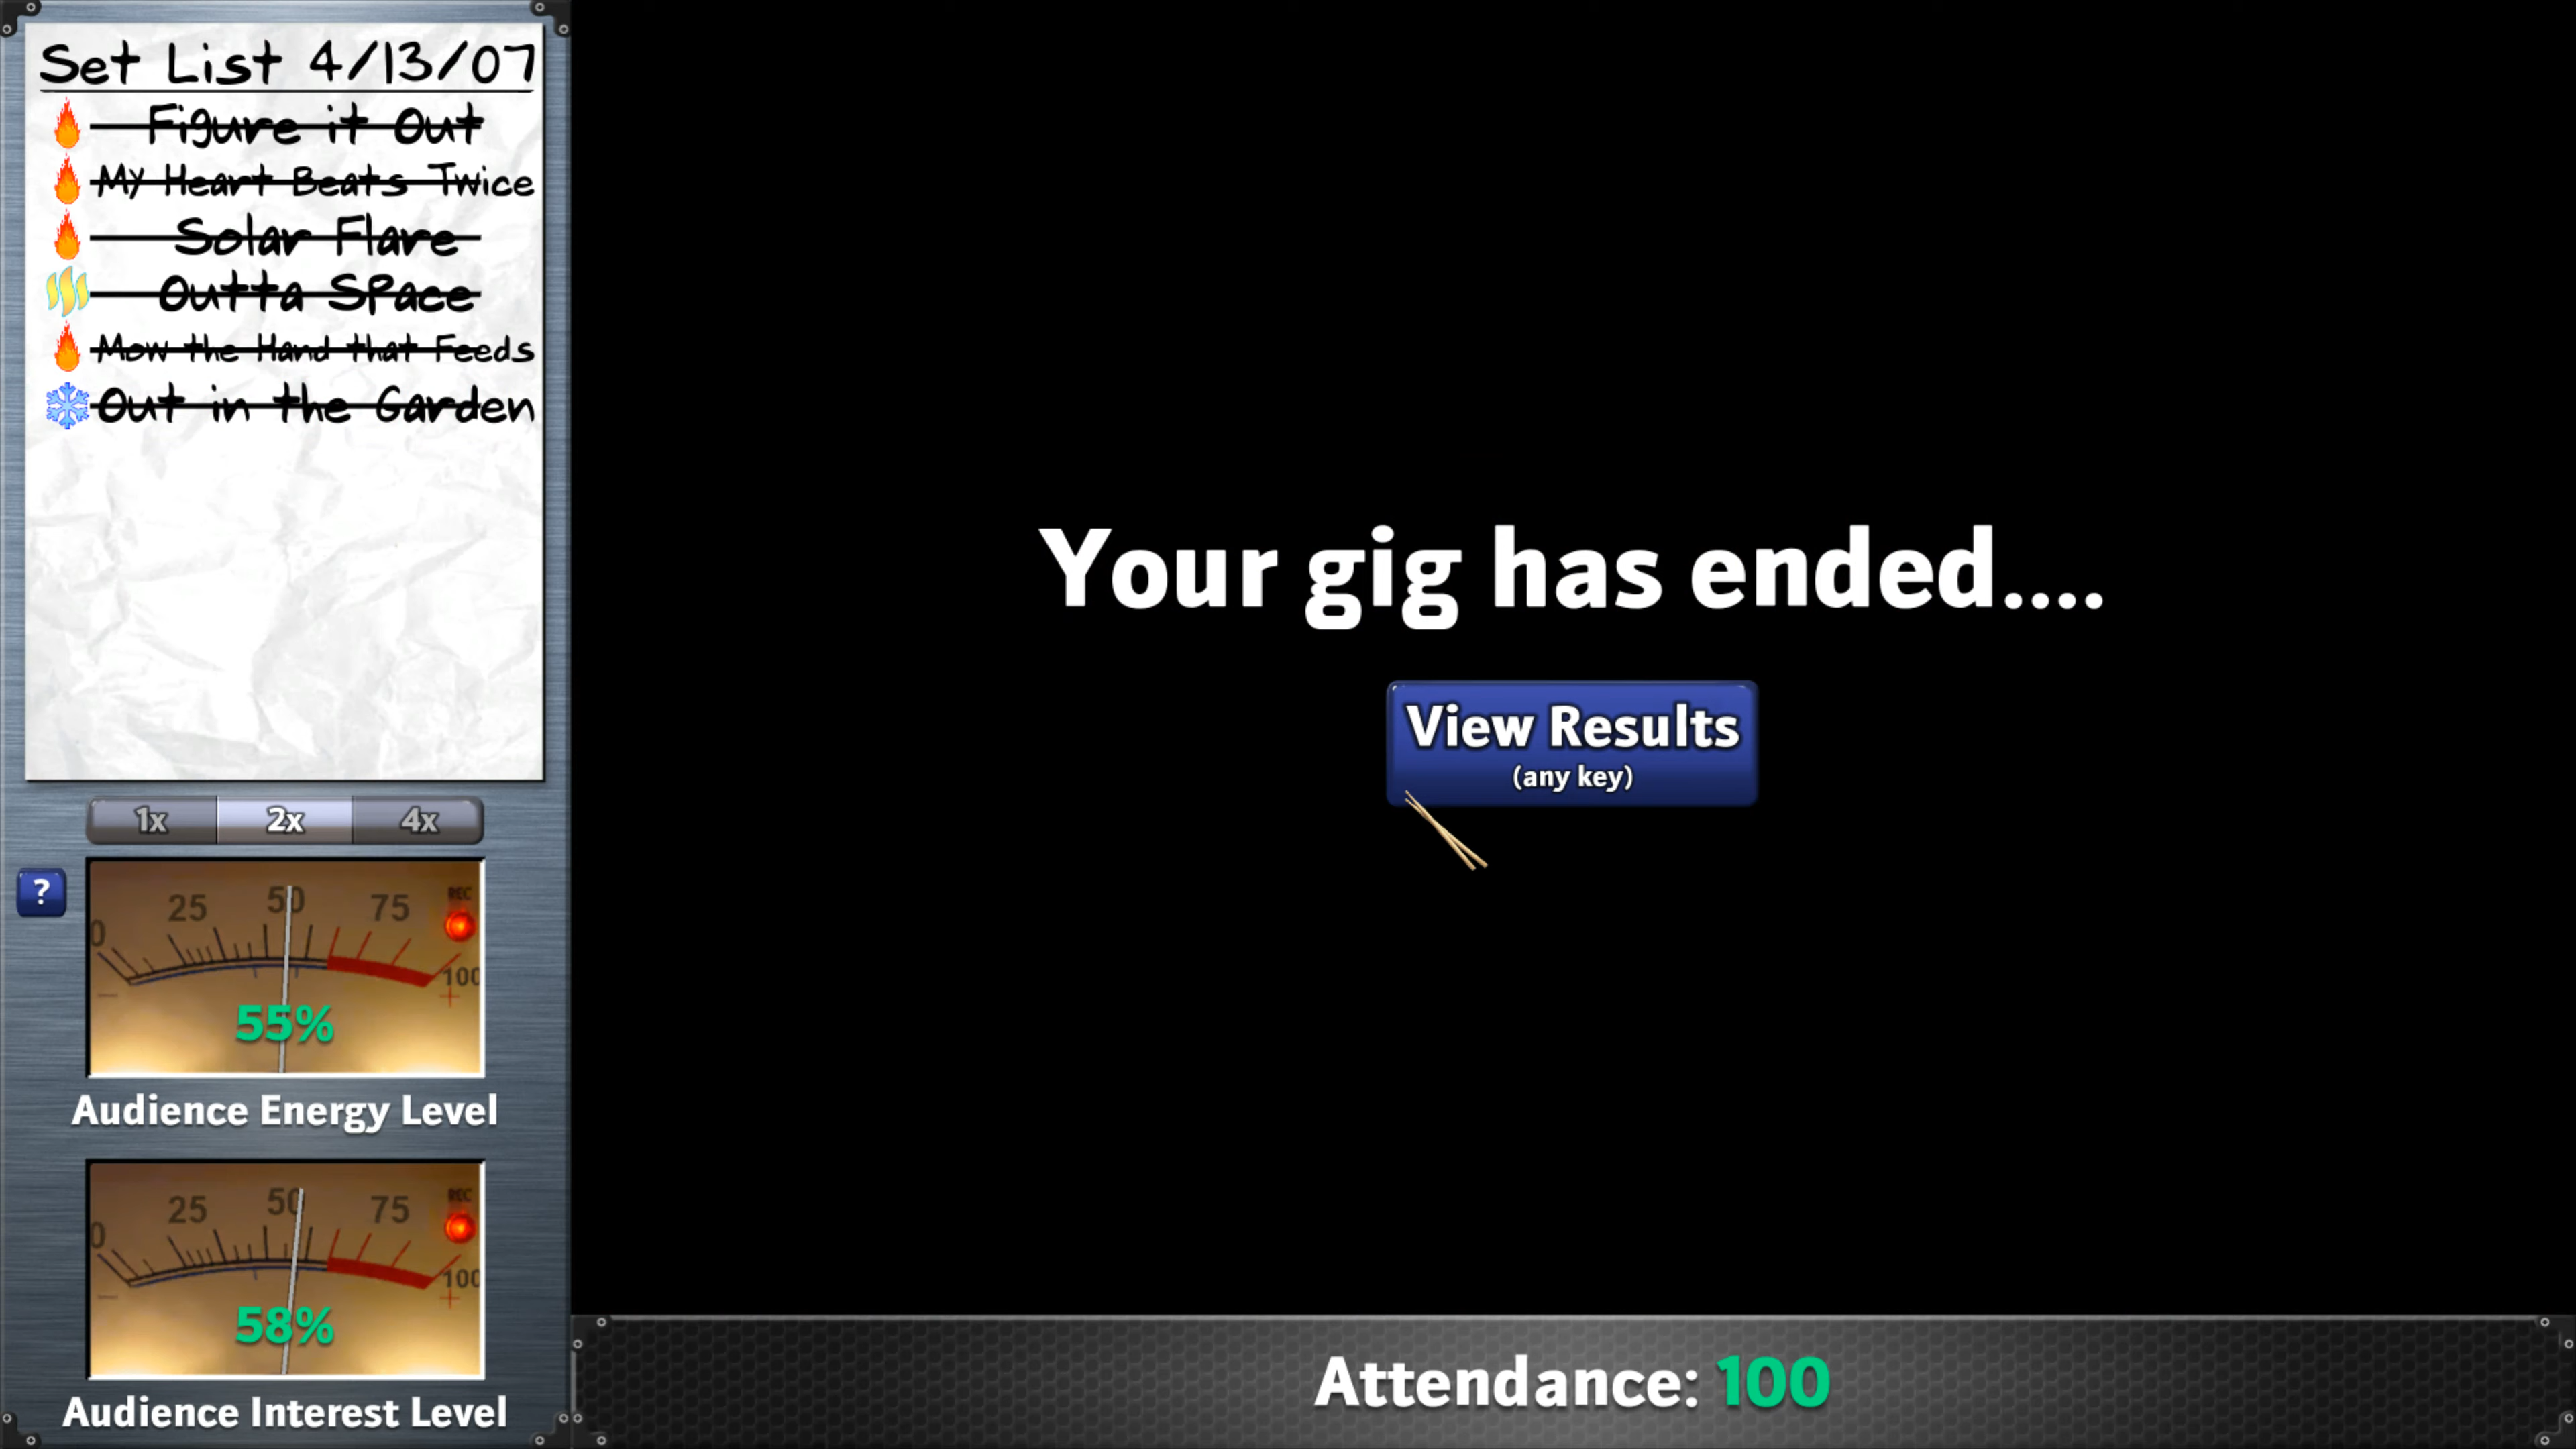 Set List 4/13/07
Figure it Out
My Heart Beats Twice
Solar Flare
Outta Space
Mow the Hand that Feeds
Out in the Garden
1x 2x 4x
?
0 25 50 75 100
REC
- +
55%
Audience Energy Level
0 25 50 75 100
REC
- +
58%
Audience Interest Level
Your gig has ended....
View Results
(any key)
Attendance: 100